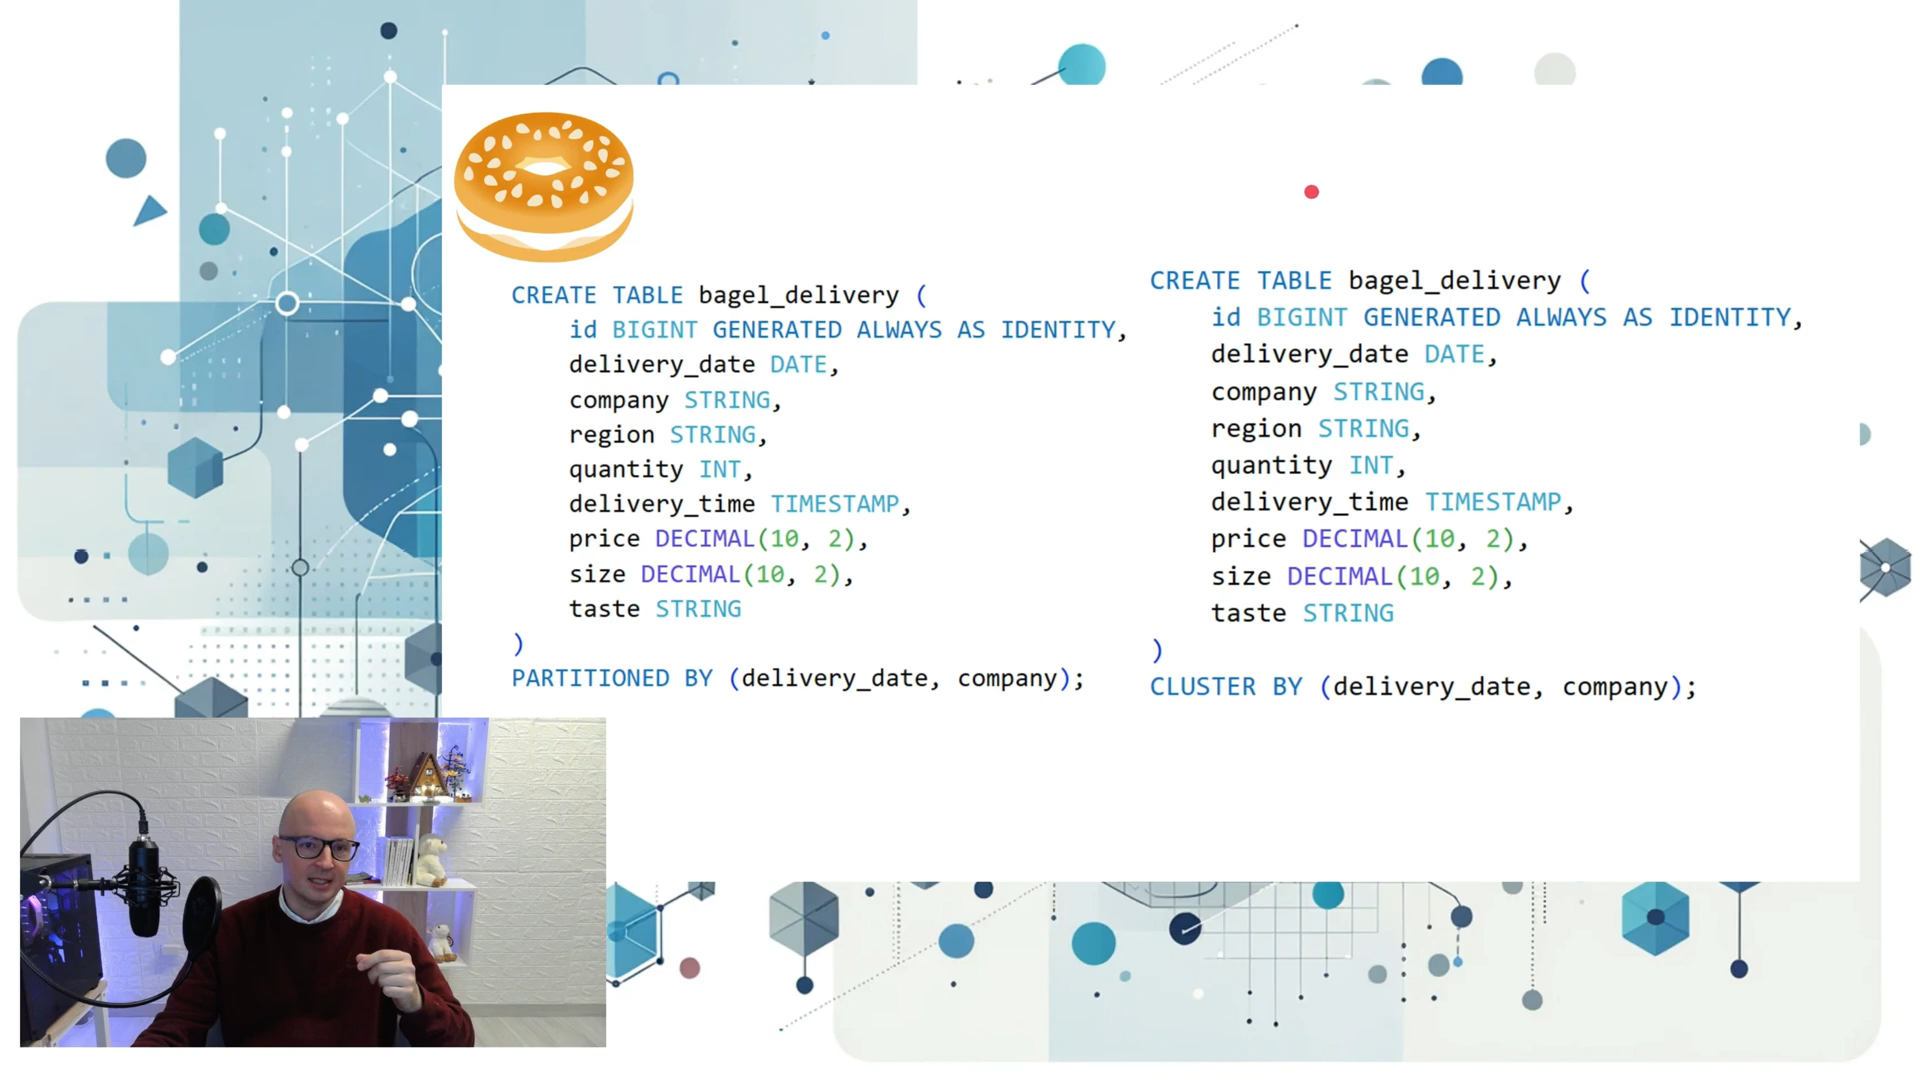 CREATE TABLE bagel_delivery (
id BIGINT GENERATED ALWAYS AS IDENTITY,
delivery_date DATE,
company STRING,
region STRING,
quantity INT,
delivery_time TIMESTAMP,
price DECIMAL(10, 2),
size DECIMAL(10, 2),
taste STRING
)
PARTITIONED BY (delivery_date, company);
CREATE TABLE bagel_delivery (
id BIGINT GENERATED ALWAYS AS IDENTITY,
delivery_date DATE,
company STRING,
region STRING,
quantity INT,
delivery_time TIMESTAMP,
price DECIMAL(10, 2),
size DECIMAL(10, 2),
taste STRING
)
CLUSTER BY (delivery_date, company);